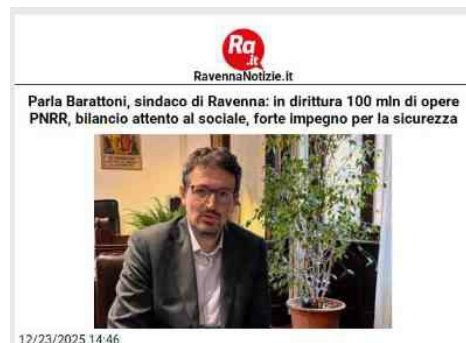 Ra
.it
RavennaNotizie.it
Parla Barattoni, sindaco di Ravenna: in dirittura 100 mln di opere
PNRR, bilancio attento al sociale, forte impegno per la sicurezza
12/23/2025 14:46